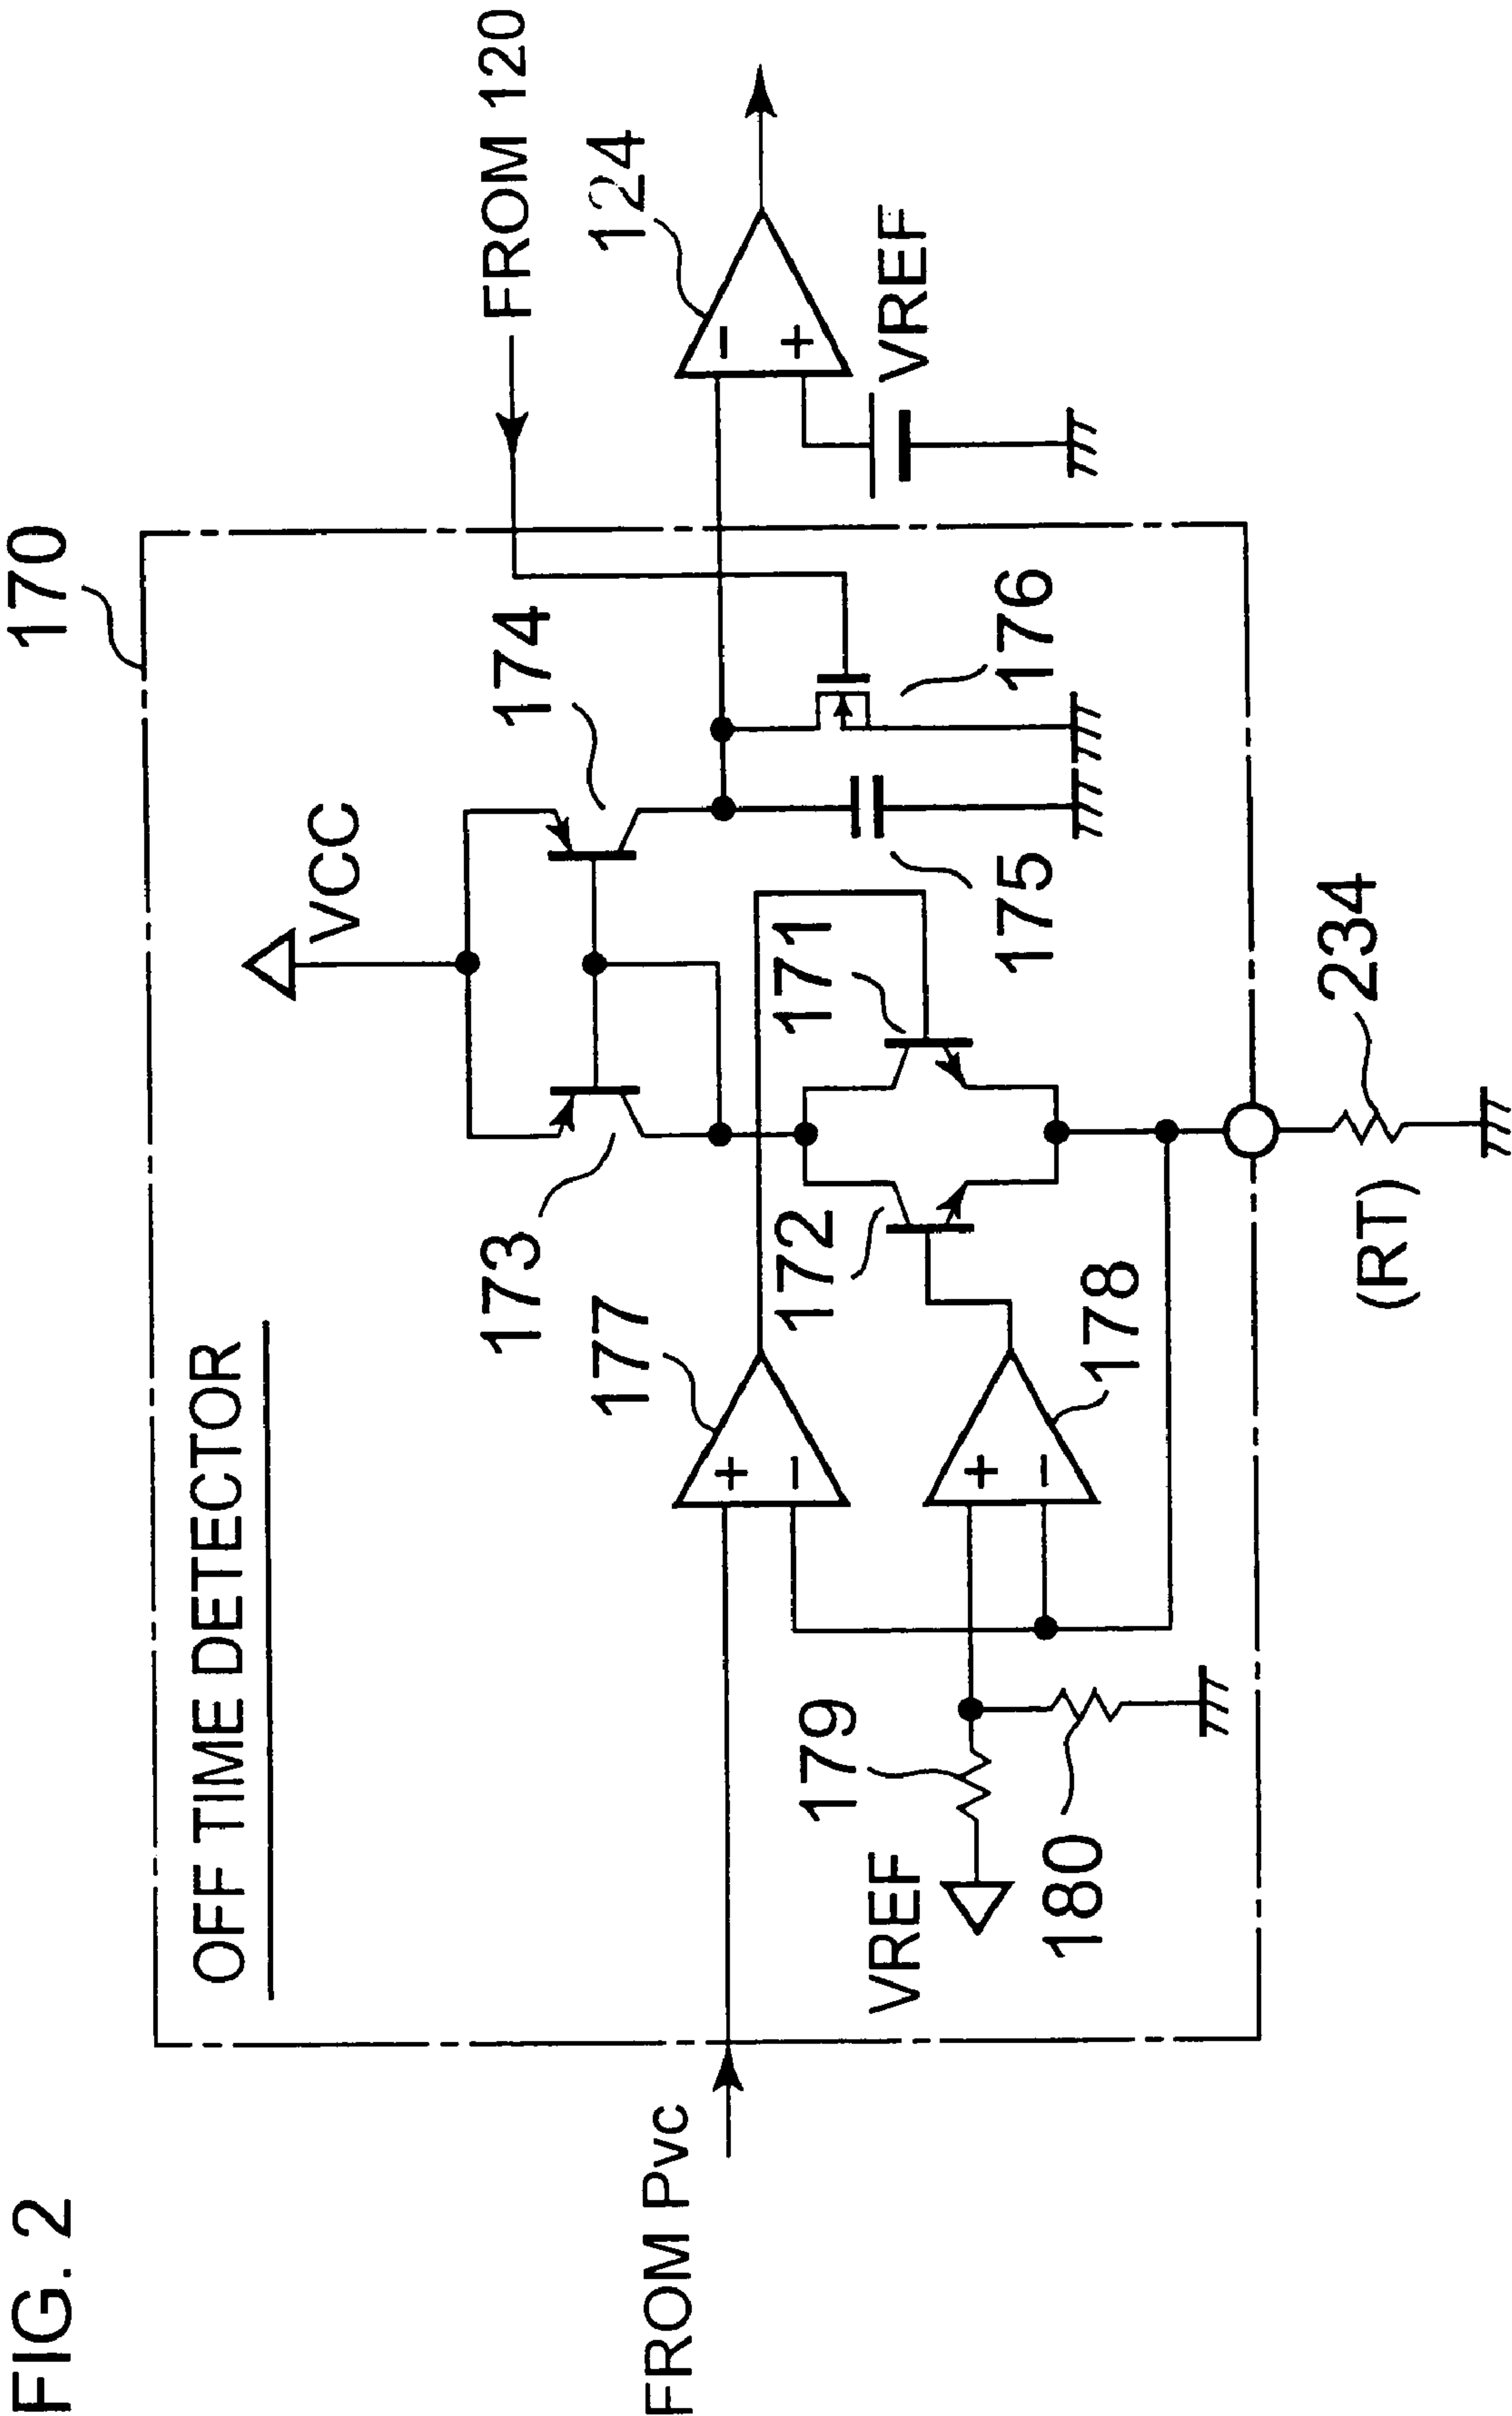 FIG. 2
170
OFF TIME DETECTOR
VCC
FROM 120
173
174
124
177
FROM Pvc
172
171
VREF
179
VREF
175
176
178
180
234
(RT)